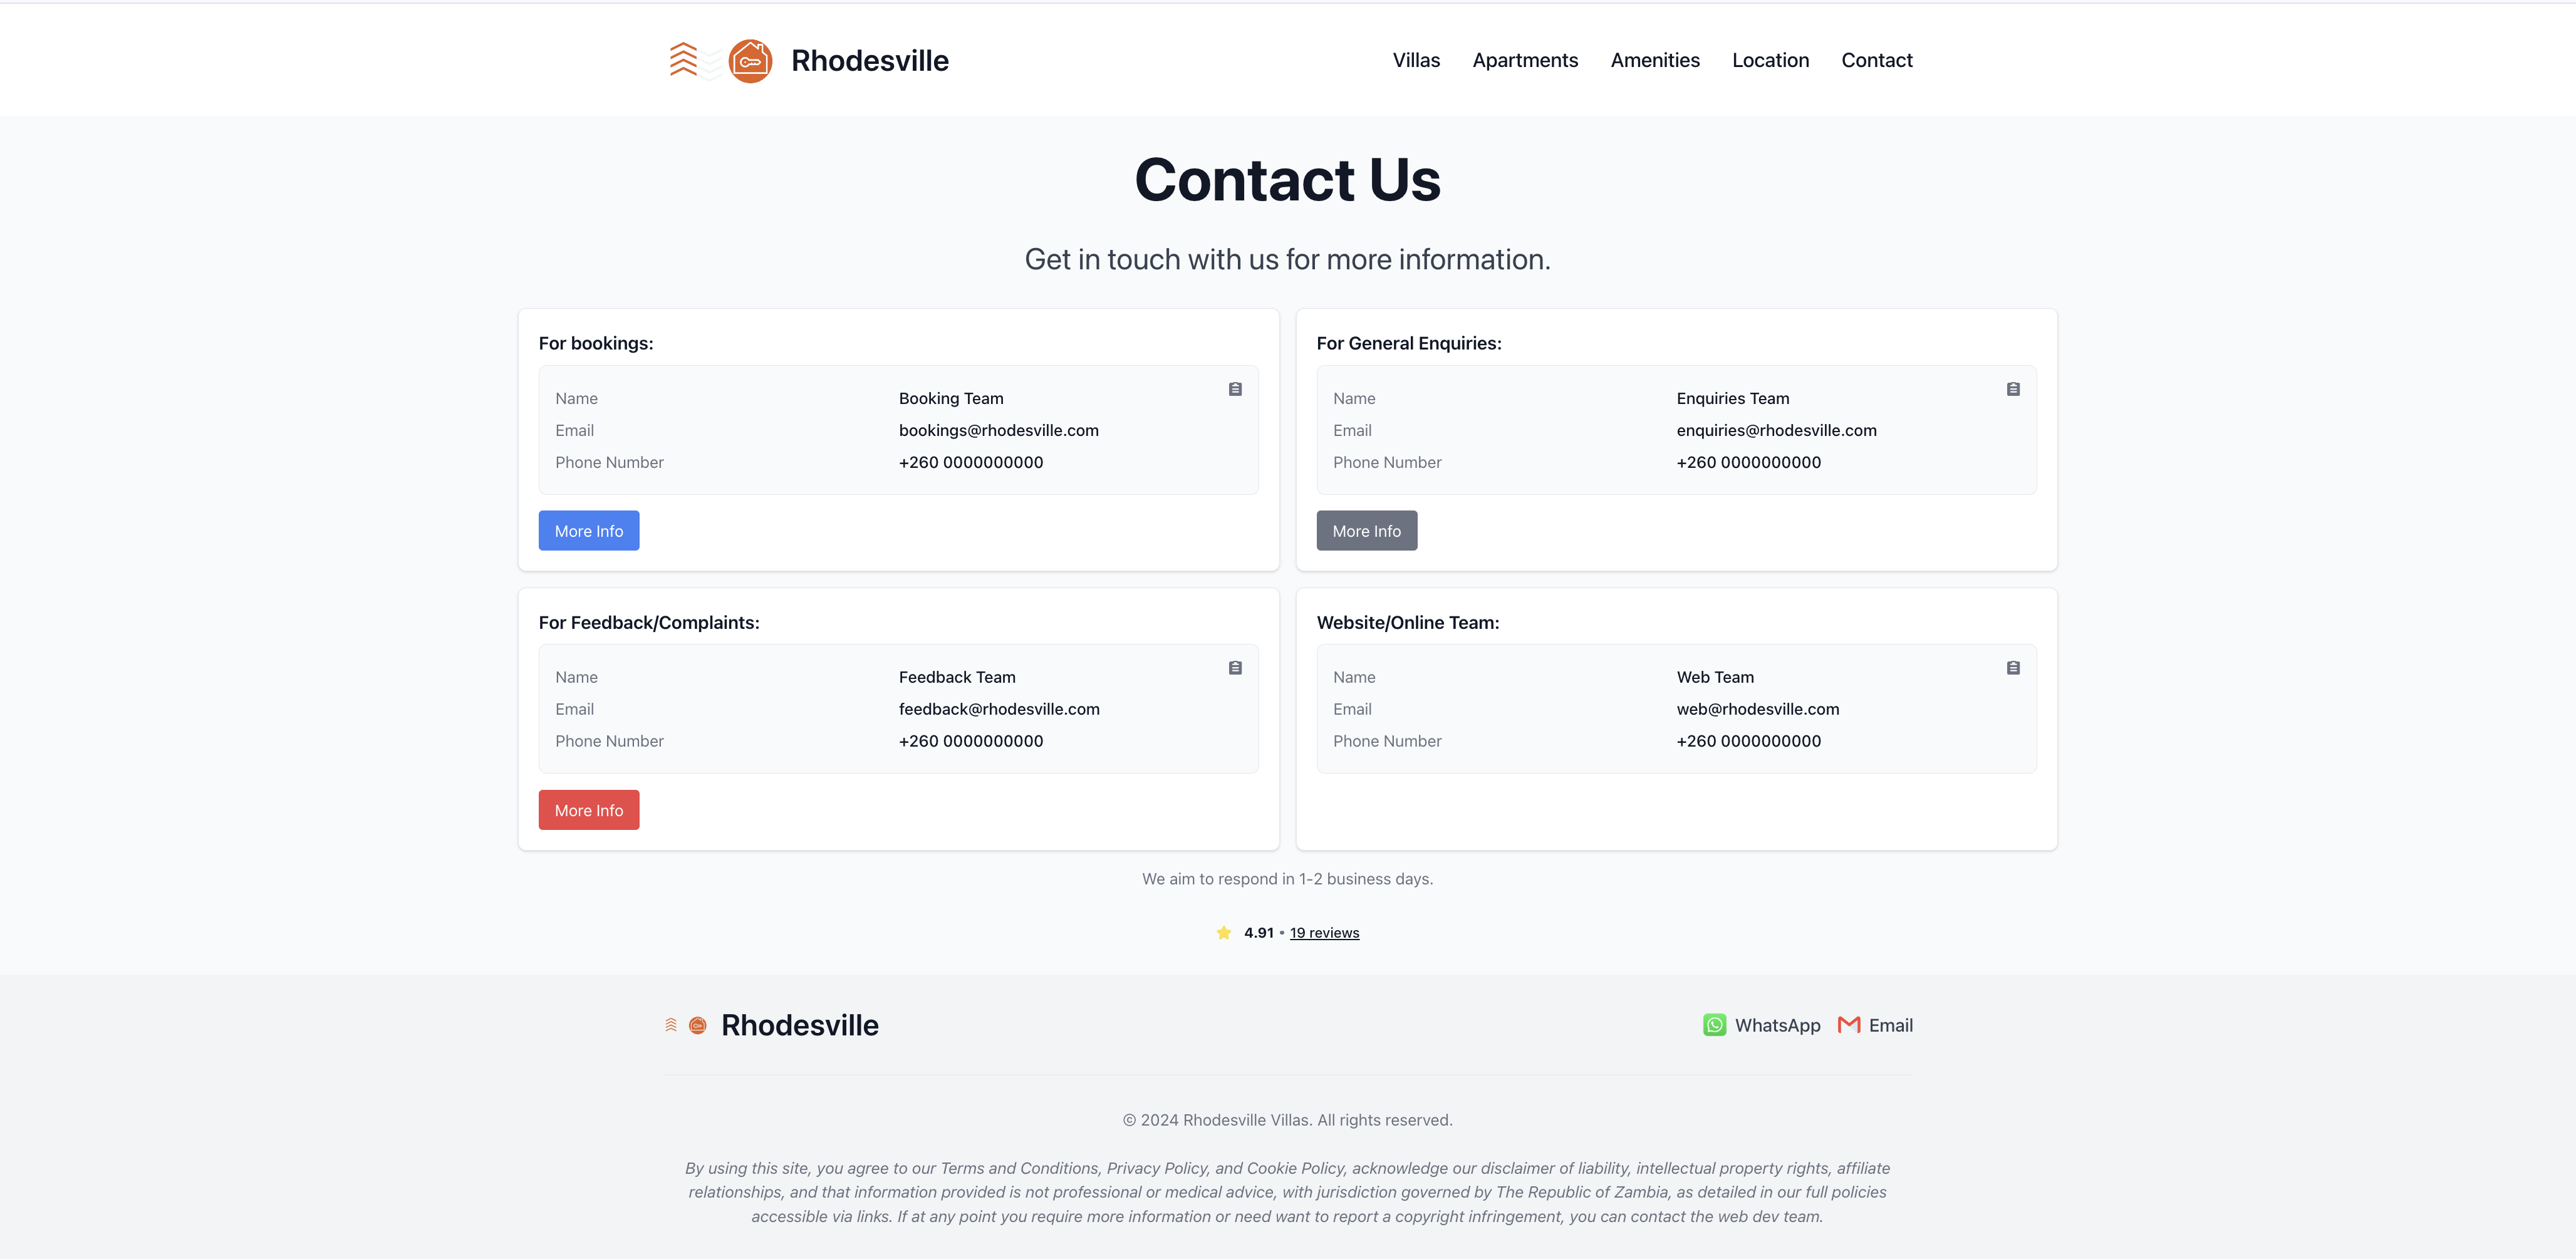 Rhodesville
Villas Apartments Amenities Location Contact
Contact Us
Get in touch with us for more information.
For bookings:
Name Booking Team
Email bookings@rhodesville.com
Phone Number +260 0000000000
More Info
For General Enquiries:
Name Enquiries Team
Email enquiries@rhodesville.com
Phone Number +260 0000000000
More Info
For Feedback/Complaints:
Name Feedback Team
Email feedback@rhodesville.com
Phone Number +260 0000000000
More Info
Website/Online Team:
Name Web Team
Email web@rhodesville.com
Phone Number +260 0000000000
We aim to respond in 1-2 business days.
4.91 • 19 reviews
Rhodesville
WhatsApp Email
© 2024 Rhodesville Villas. All rights reserved.
By using this site, you agree to our Terms and Conditions, Privacy Policy, and Cookie Policy, acknowledge our disclaimer of liability, intellectual property rights, affiliate
relationships, and that information provided is not professional or medical advice, with jurisdiction governed by The Republic of Zambia, as detailed in our full policies
accessible via links. If at any point you require more information or need want to report a copyright infringement, you can contact the web dev team.